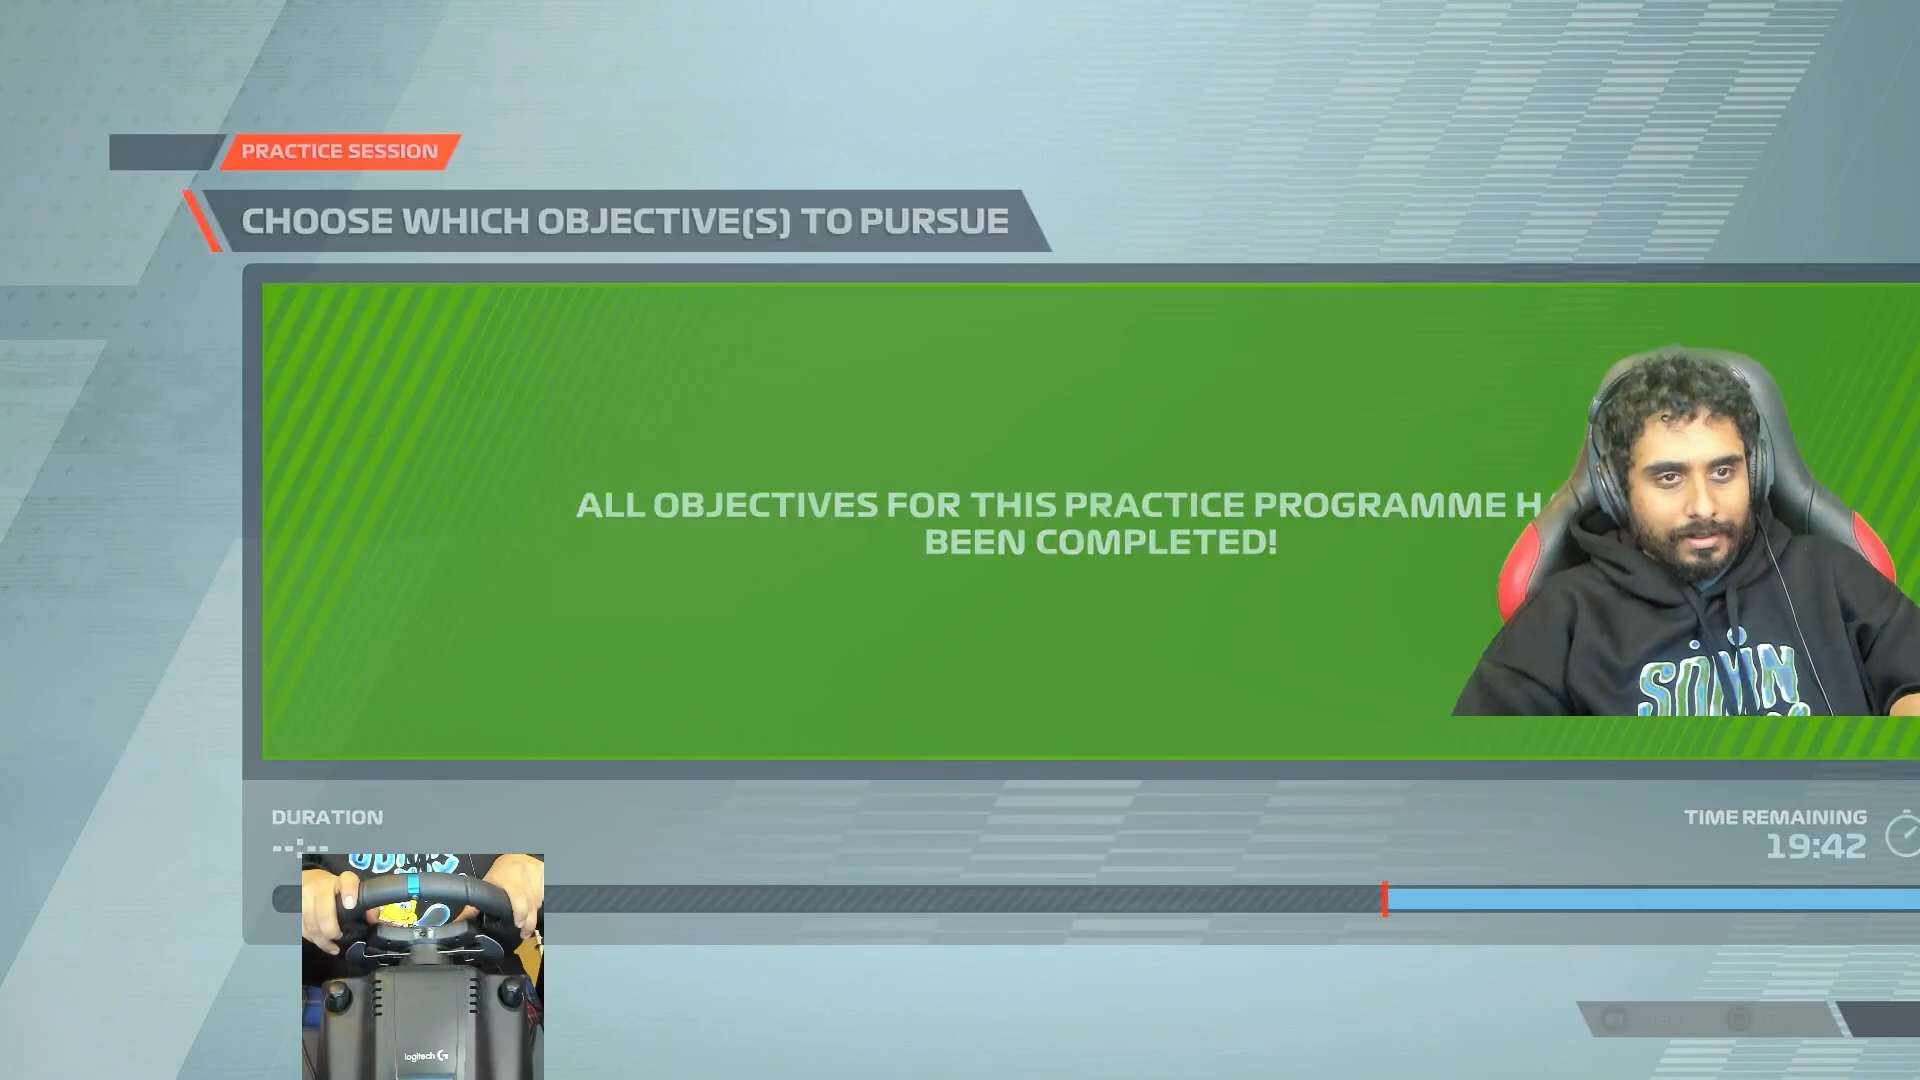 PRACTICE SESSION
CHOOSE WHICH OBJECTIVE(S) TO PURSUE
ALL OBJECTIVES FOR THIS PRACTICE PROGRAMME
BEEN COMPLETED!
DURATION
--:--
TIME REMAINING
19:42
logitech G